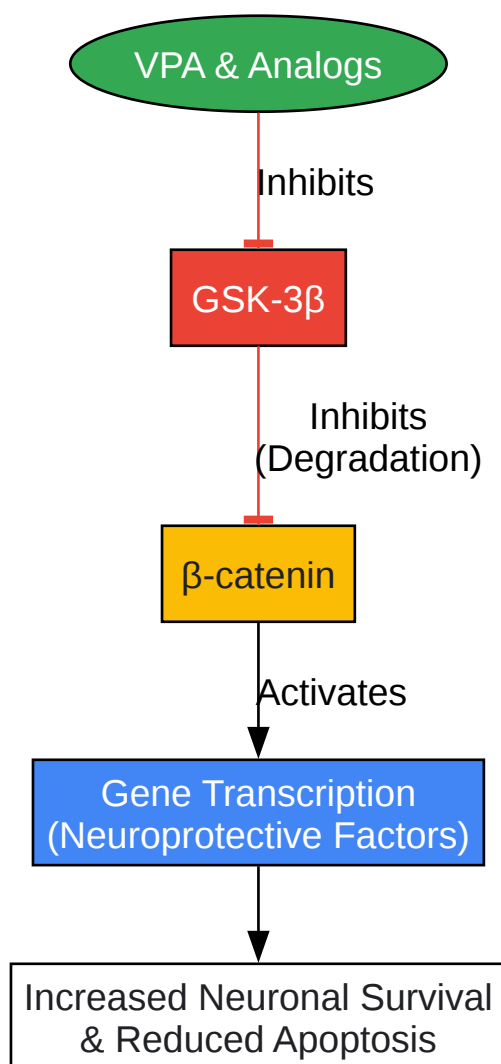 VPA & Analogs
Inhibits
GSK-3β
Inhibits
(Degradation)
β-catenin
Activates
Gene Transcription
(Neuroprotective Factors)
Increased Neuronal Survival
& Reduced Apoptosis